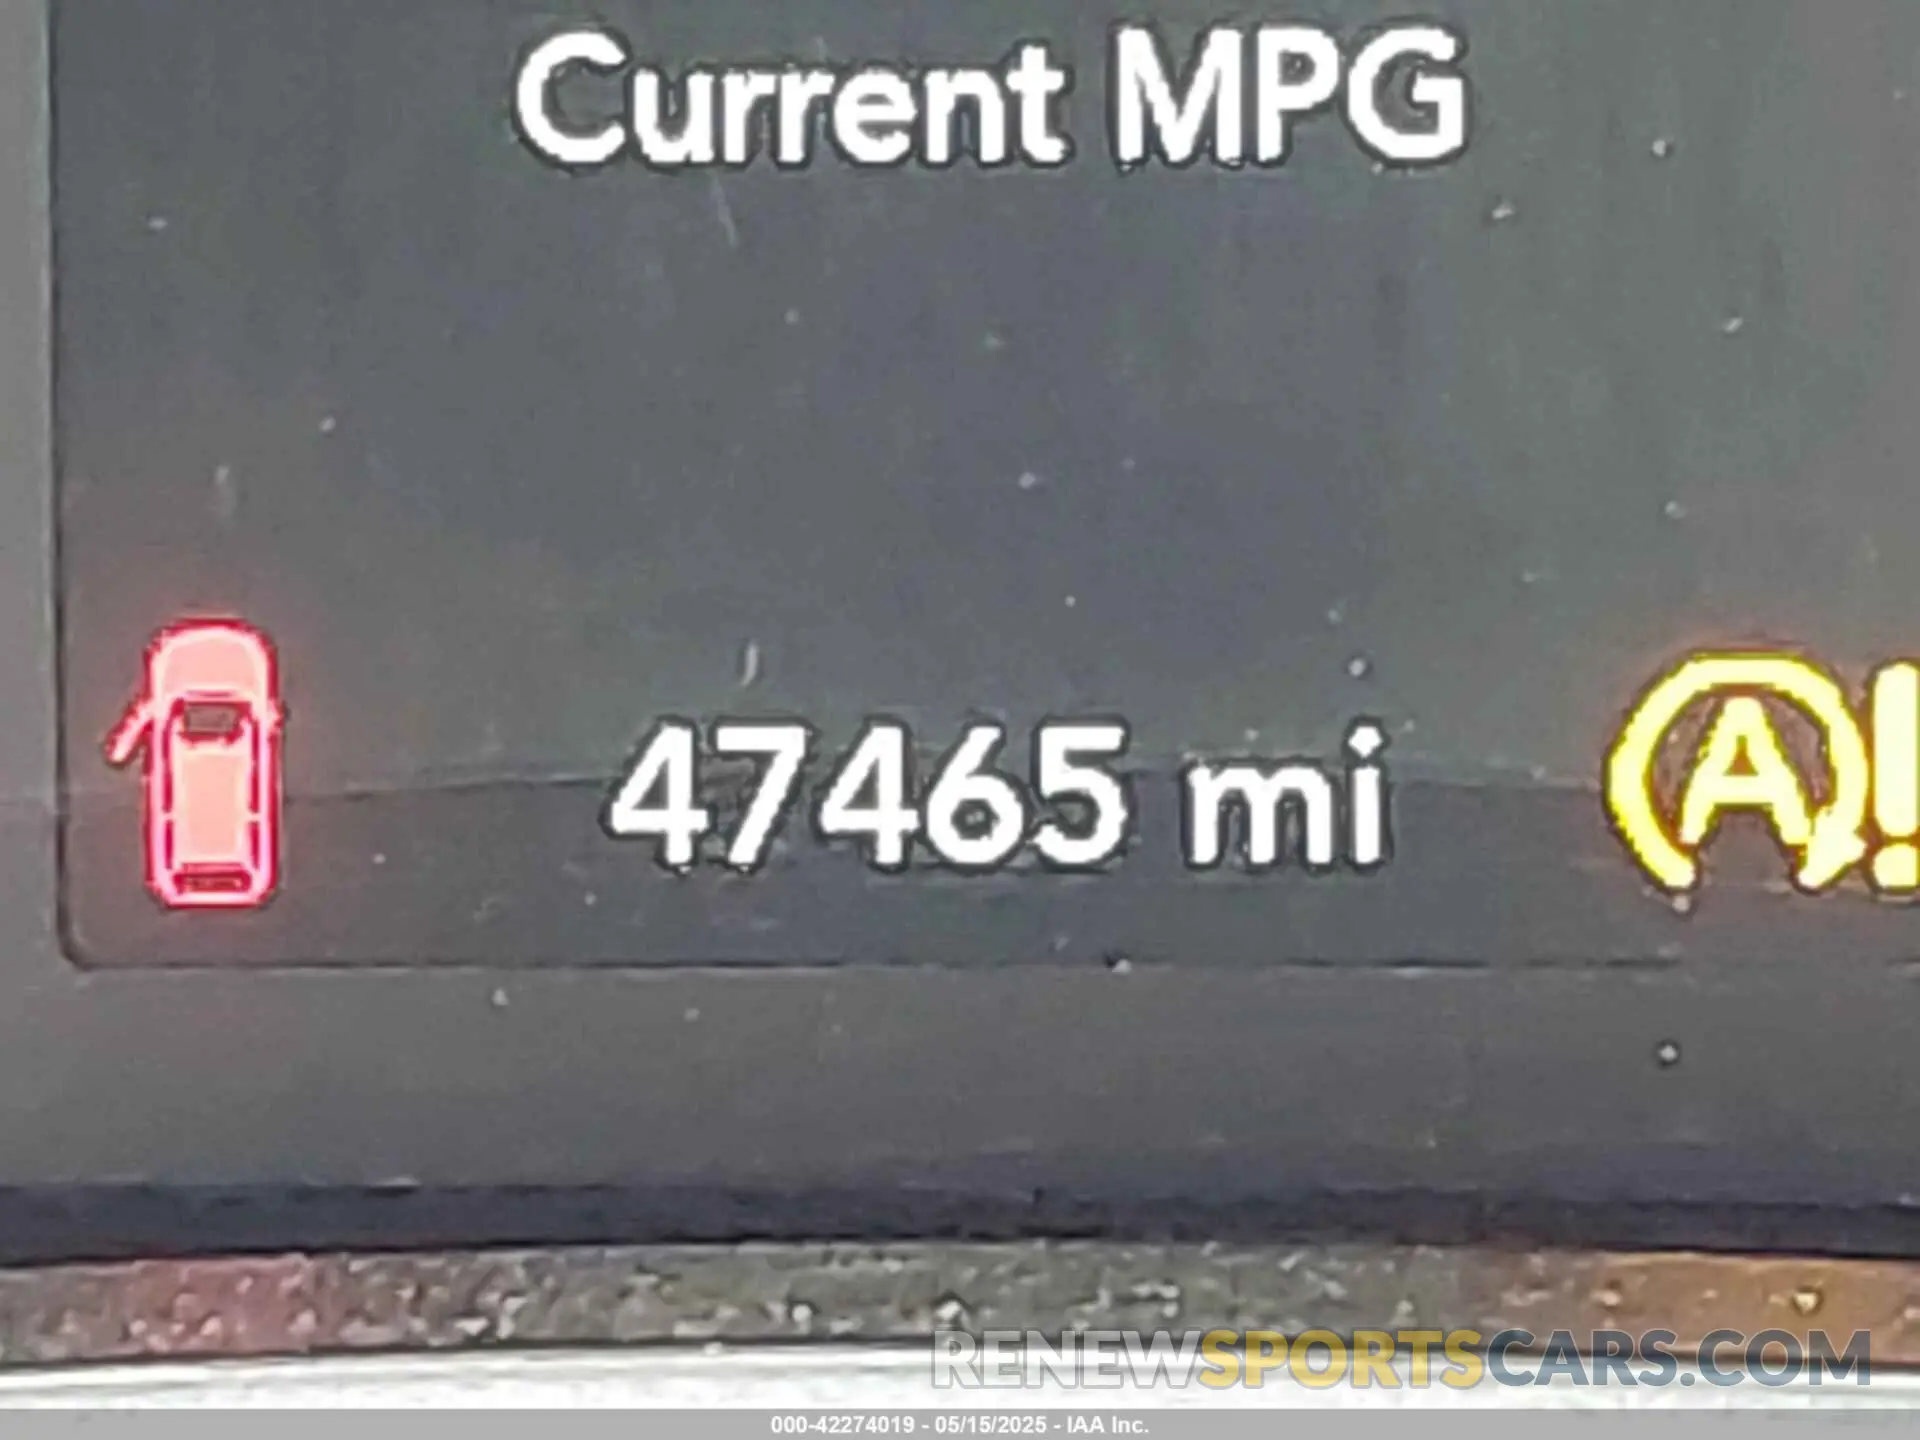 Current MPG
47465 mi
A!
RENEWSPORTSCARS.COM
000-42274019 - 05/15/2025 - IAA Inc.